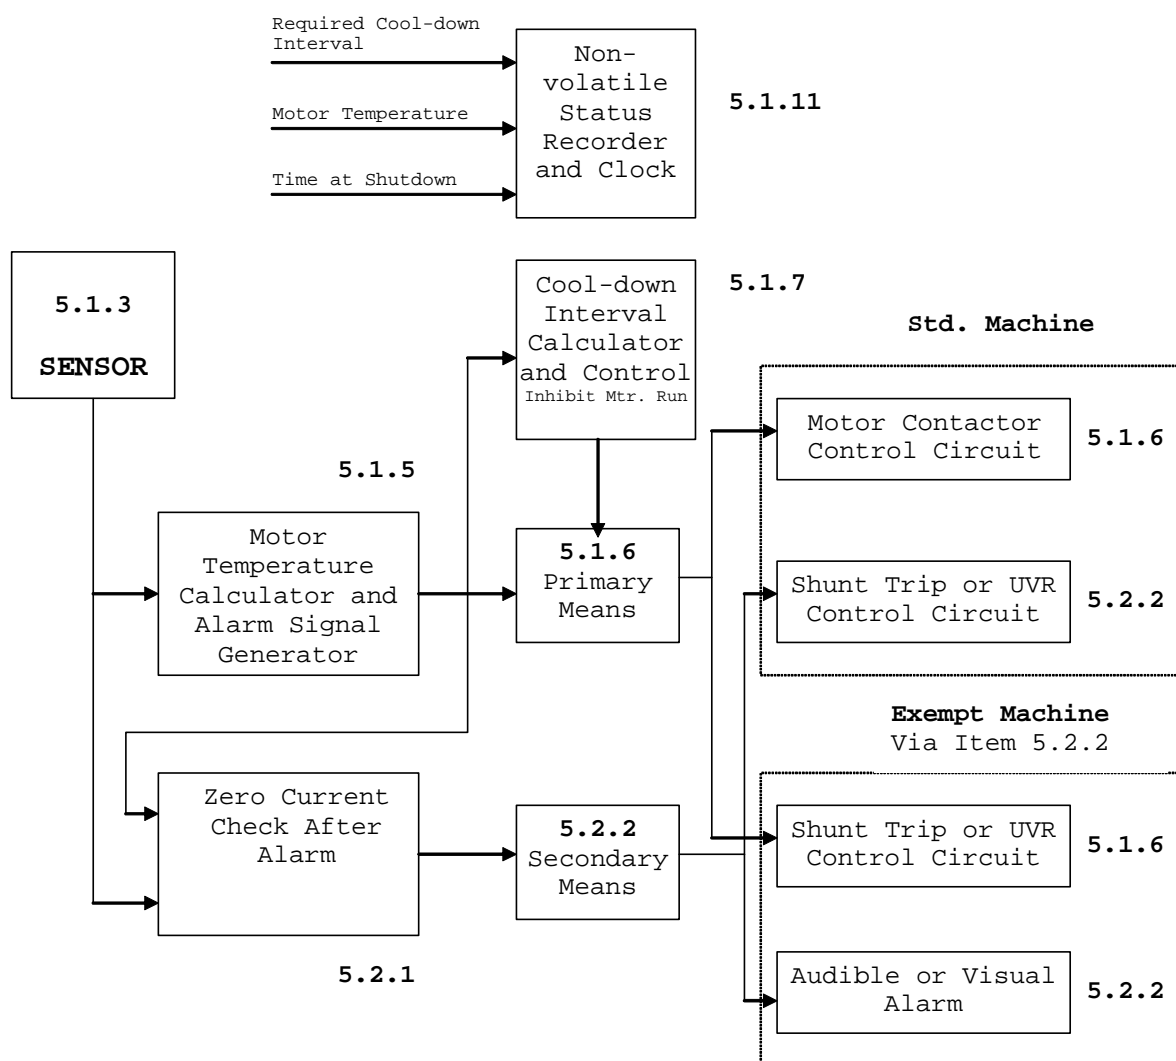 Required Cool-down
Interval
Motor Temperature
Time at Shutdown
Non-
volatile
Status
Recorder
and Clock
5.1.11
5.1.3
SENSOR
Cool-down
Interval
Calculator
and Control
Inhibit Mtr. Run
5.1.7
Std. Machine
Motor Contactor
Control Circuit
5.1.6
5.1.5
Motor
Temperature
Calculator and
Alarm Signal
Generator
5.1.6
Primary
Means
Shunt Trip or UVR
Control Circuit
5.2.2
Exempt Machine
Via Item 5.2.2
Zero Current
Check After
Alarm
5.2.1
5.2.2
Secondary
Means
Shunt Trip or UVR
Control Circuit
5.1.6
Audible or Visual
Alarm
5.2.2